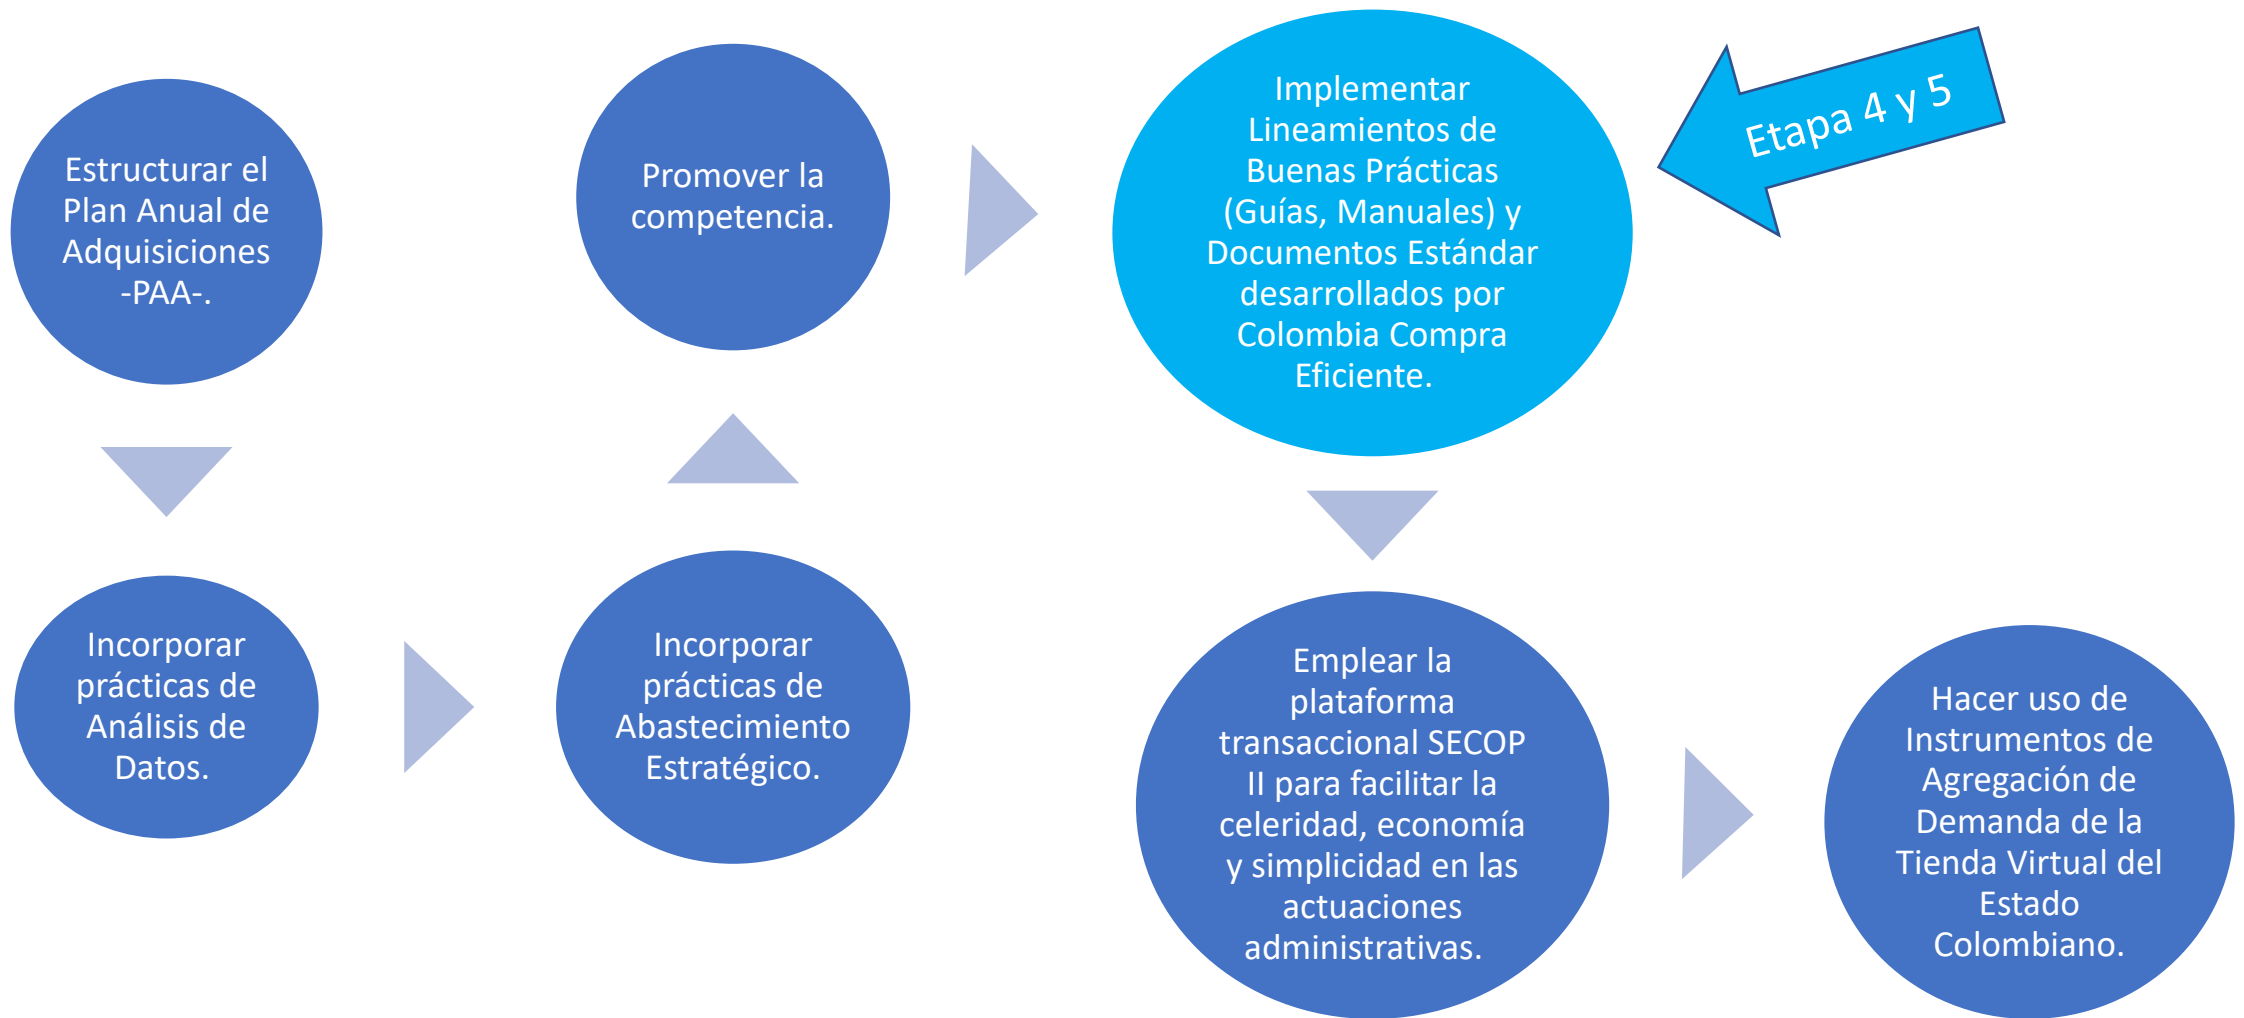 Estructurar el
Plan Anual de
Adquisiciones
-PAA-.
Incorporar
prácticas de
Análisis de
Datos.
Incorporar
prácticas de
Abastecimiento
Estratégico.
Promover la
competencia.
Implementar
Lineamientos de
Buenas Prácticas
(Guías, Manuales) y
Documentos Estándar
desarrollados por
Colombia Compra
Eficiente.
Etapa 4 y 5
Emplear la
plataforma
transaccional SECOP
II para facilitar la
celeridad, economía
y simplicidad en las
actuaciones
administrativas.
Hacer uso de
Instrumentos de
Agregación de
Demanda de la
Tienda Virtual del
Estado
Colombiano.